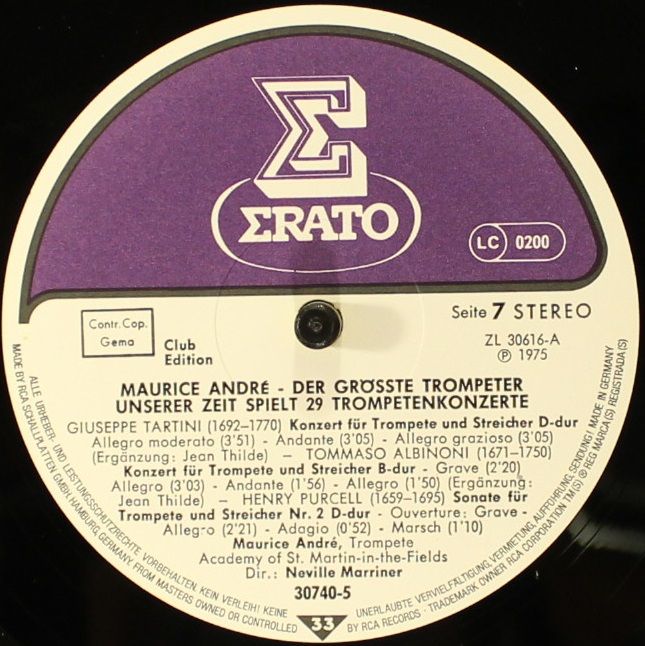 Σ
ΣRATO
LC 0200
Contr. Cop.
Gema
Club
Edition
Seite 7 STEREO
ZL 30616-A
Ⓟ 1975
MAURICE ANDRÉ - DER GRÖSSTE TROMPETER
UNSERER ZEIT SPIELT 29 TROMPETENKONZERTE
GIUSEPPE TARTINI (1692–1770) Konzert für Trompete und Streicher D-dur
Allegro moderato (3'51) - Andante (3'05) - Allegro grazioso (3'05)
(Ergänzung: Jean Thilde) — TOMMASO ALBINONI (1671–1750)
Konzert für Trompete und Streicher B-dur - Grave (2'20)
Allegro (3'03) - Andante (1'56) - Allegro (1'50) (Ergänzung:
Jean Thilde) — HENRY PURCELL (1659–1695) Sonate für
Trompete und Streicher Nr. 2 D-dur - Ouverture: Grave -
Allegro (2'21) - Adagio (0'52) - Marsch (1'10)
Maurice André, Trompete
Academy of St. Martin-in-the-Fields
Dir.: Neville Marriner
30740-5
33
ALLE URHEBER- UND LEISTUNGSSCHUTZRECHTE VORBEHALTEN. KEIN VERLEIH! KEINE UNERLAUBTE VERVIELFÄLTIGUNG, VERMIETUNG, AUFFÜHRUNG, SENDUNG! MADE IN GERMANY
MADE BY RCA SCHALLPLATTEN GMBH, HAMBURG, GERMANY, FROM MASTERS OWNED OR CONTROLLED BY RCA RECORDS · TRADEMARK OWNER RCA CORPORATION TM(S) ® REG MARCA(S) REGISTRADA(S)